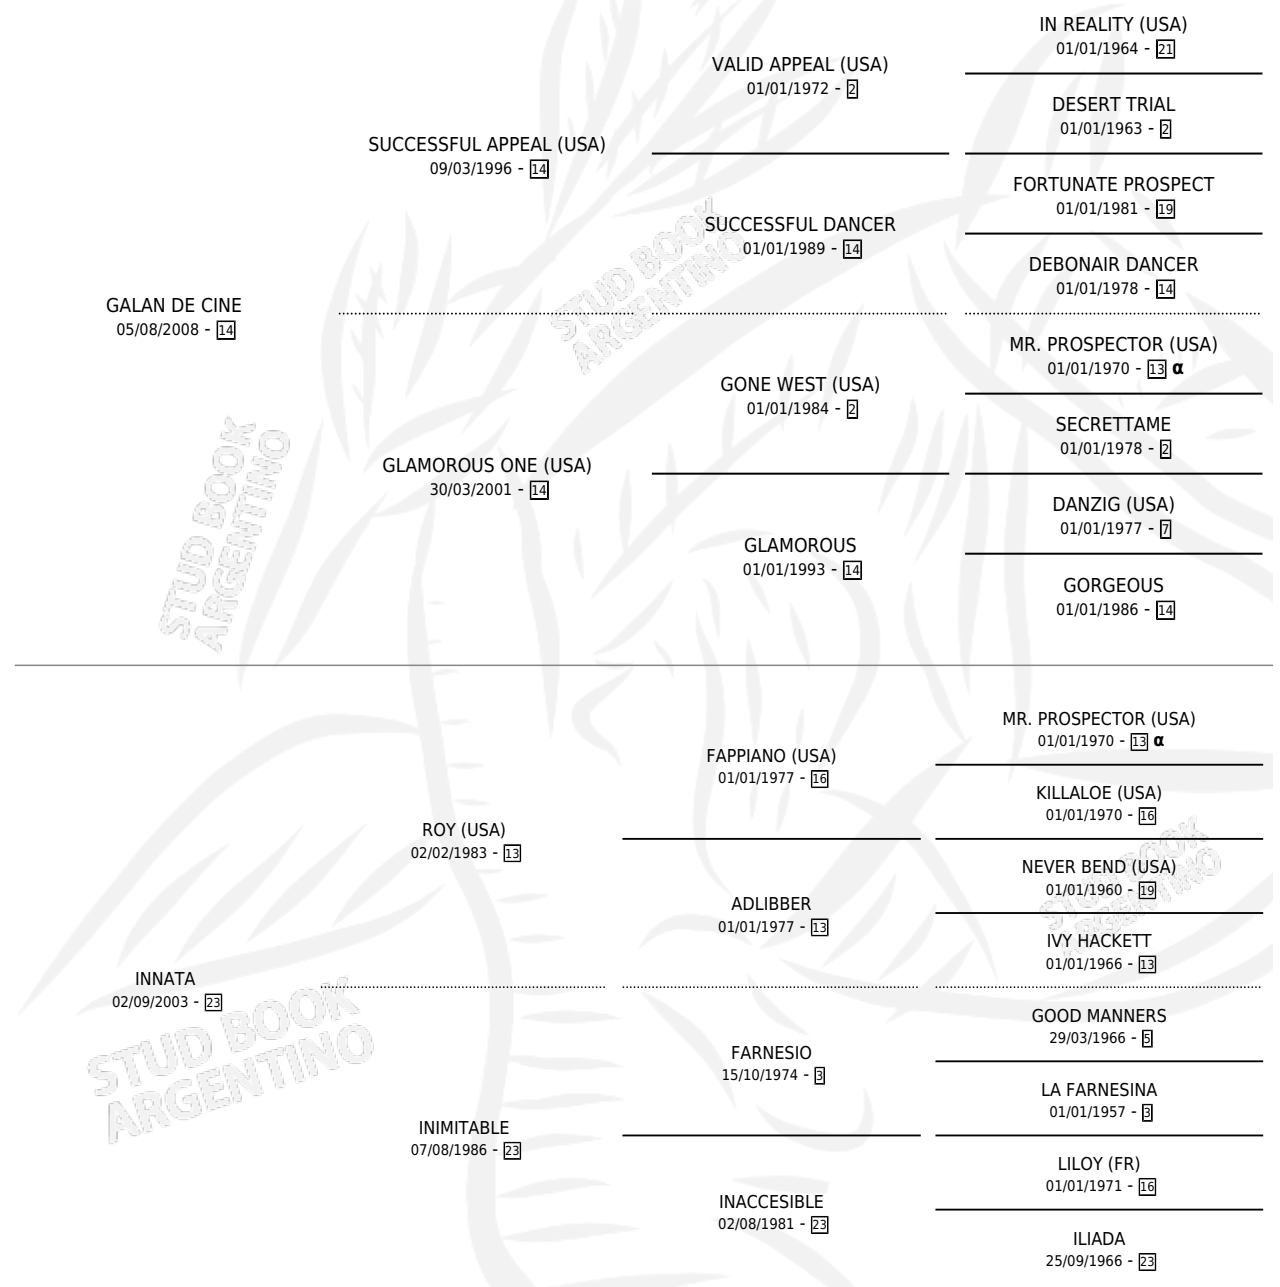 IN REALITY (USA)
01/01/1964 - 21
VALID APPEAL (USA)
01/01/1972 - 2
DESERT TRIAL
01/01/1963 - 2
SUCCESSFUL APPEAL (USA)
09/03/1996 - 14
FORTUNATE PROSPECT
01/01/1981 - 19
SUCCESSFUL DANCER
01/01/1989 - 14
DEBONAIR DANCER
01/01/1978 - 14
GALAN DE CINE
05/08/2008 - 14
MR. PROSPECTOR (USA)
01/01/1970 - 13 α
GONE WEST (USA)
01/01/1984 - 2
SECRETTAME
01/01/1978 - 2
GLAMOROUS ONE (USA)
30/03/2001 - 14
DANZIG (USA)
01/01/1977 - 7
GLAMOROUS
01/01/1993 - 14
GORGEOUS
01/01/1986 - 14
MR. PROSPECTOR (USA)
01/01/1970 - 13 α
FAPPIANO (USA)
01/01/1977 - 16
KILLALOE (USA)
01/01/1970 - 16
ROY (USA)
02/02/1983 - 13
NEVER BEND (USA)
01/01/1960 - 19
ADLIBBER
01/01/1977 - 13
IVY HACKETT
01/01/1966 - 13
INNATA
02/09/2003 - 23
GOOD MANNERS
29/03/1966 - 5
FARNESIO
15/10/1974 - 3
LA FARNESINA
01/01/1957 - 3
INIMITABLE
07/08/1986 - 23
LILOY (FR)
01/01/1971 - 16
INACCESIBLE
02/08/1981 - 23
ILIADA
25/09/1966 - 23
STUD BOOK
ARGENTINO
STUD BOOK
ARGENTINO
STUD BOOK
ARGENTINO
STUD BOOK
ARGENTINO